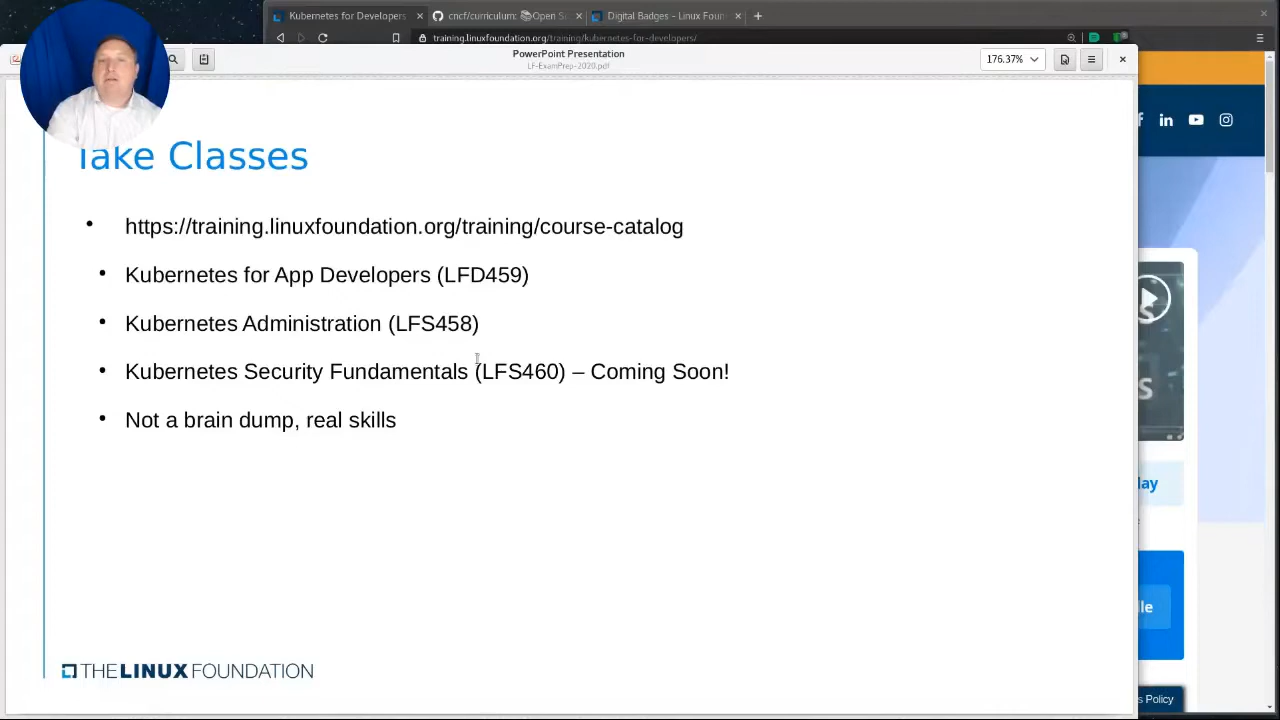 Kubernetes for Developers
cncf/curriculum: 📚Open S
Digital Badges - Linux Foun
training.linuxfoundation.org/training/kubernetes-for-developers/
PowerPoint Presentation
LF-ExamPrep-2020.pdf
176.37%
Take Classes
• https://training.linuxfoundation.org/training/course-catalog
• Kubernetes for App Developers (LFD459)
• Kubernetes Administration (LFS458)
• Kubernetes Security Fundamentals (LFS460) – Coming Soon!
• Not a brain dump, real skills
THE LINUX FOUNDATION
S
S
lay
lle
s Policy